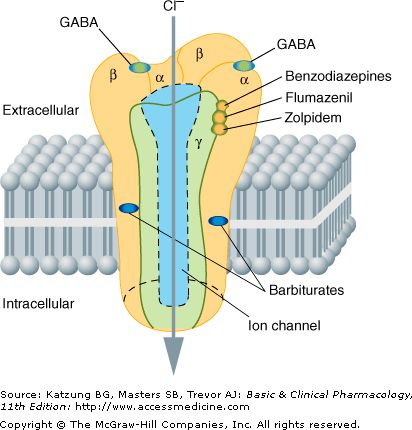 Cl–
GABA
β
β
GABA
α
α
Benzodiazepines
Extracellular
Flumazenil
Zolpidem
γ
Intracellular
Barbiturates
Ion channel
Source: Katzung BG, Masters SB, Trevor AJ: Basic & Clinical Pharmacology,
11th Edition: http://www.accessmedicine.com
Copyright © The McGraw-Hill Companies, Inc. All rights reserved.